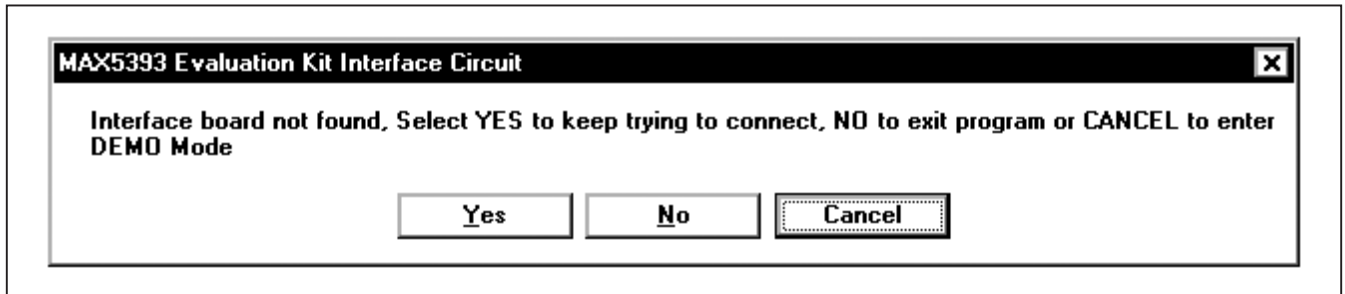 MAX5393 Evaluation Kit Interface Circuit
Interface board not found, Select YES to keep trying to connect, NO to exit program or CANCEL to enter
DEMO Mode
Yes No Cancel